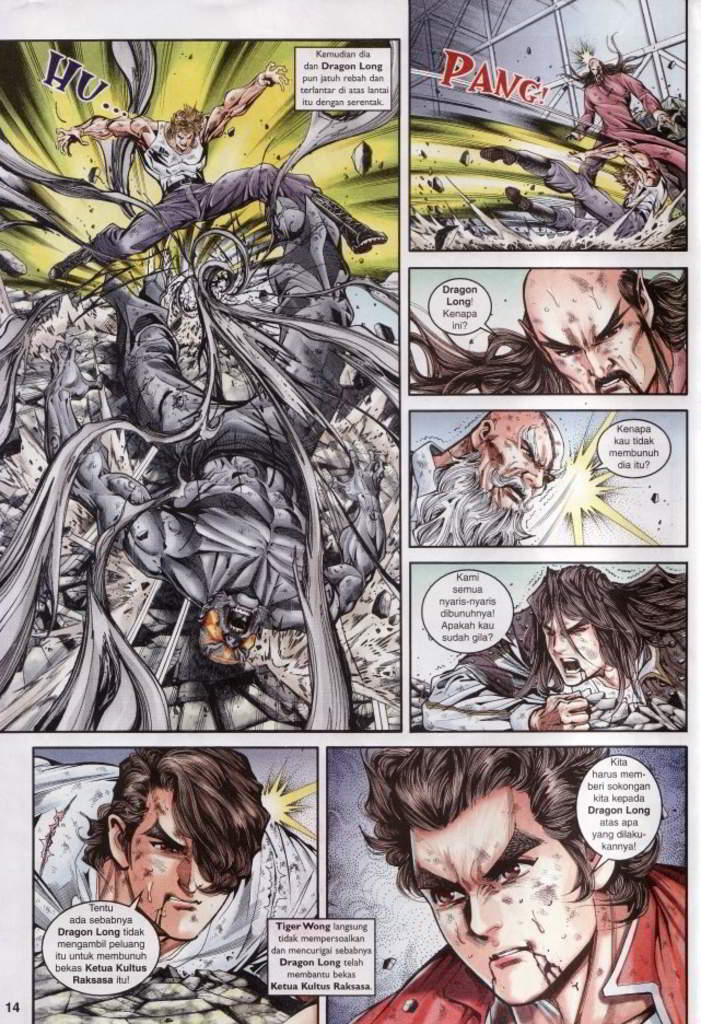 HU...
Kemudian dia
dan Dragon Long
pun jatuh rebah dan
terlantar di atas lantai
itu dengan serentak.
PANG!
Dragon
Long!
Kenapa
ini?
Kenapa
kau tidak
membunuh
dia itu?
Kami
semua
nyaris-nyaris
dibunuhnya!
Apakah kau
sudah gila?
Tentu
ada sebabnya
Dragon Long tidak
mengambil peluang
itu untuk membunuh
bekas Ketua Kultus
Raksasa itu!
Tiger Wong langsung
tidak mempersoalkan
dan mencurigai sebabnya
Dragon Long telah
membantu bekas
Ketua Kultus Raksasa.
Kita
harus mem-
beri sokongan
kita kepada
Dragon Long
atas apa
yang dilaku-
kannya!
14